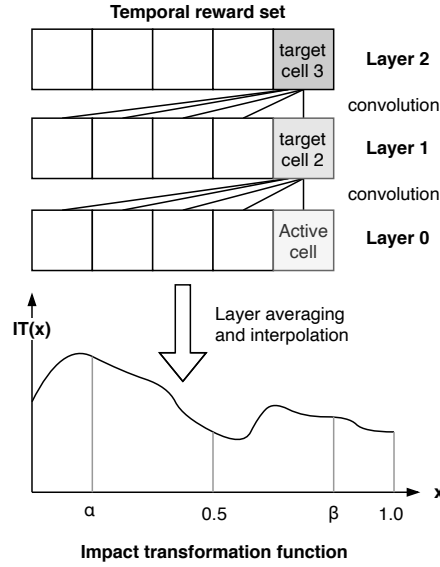 Temporal reward set
target
cell 3
Layer 2
convolution
target
cell 2
Layer 1
convolution
Active
cell
Layer 0
Layer averaging
and interpolation
IT(x)
x
α
0.5
β
1.0
Impact transformation function